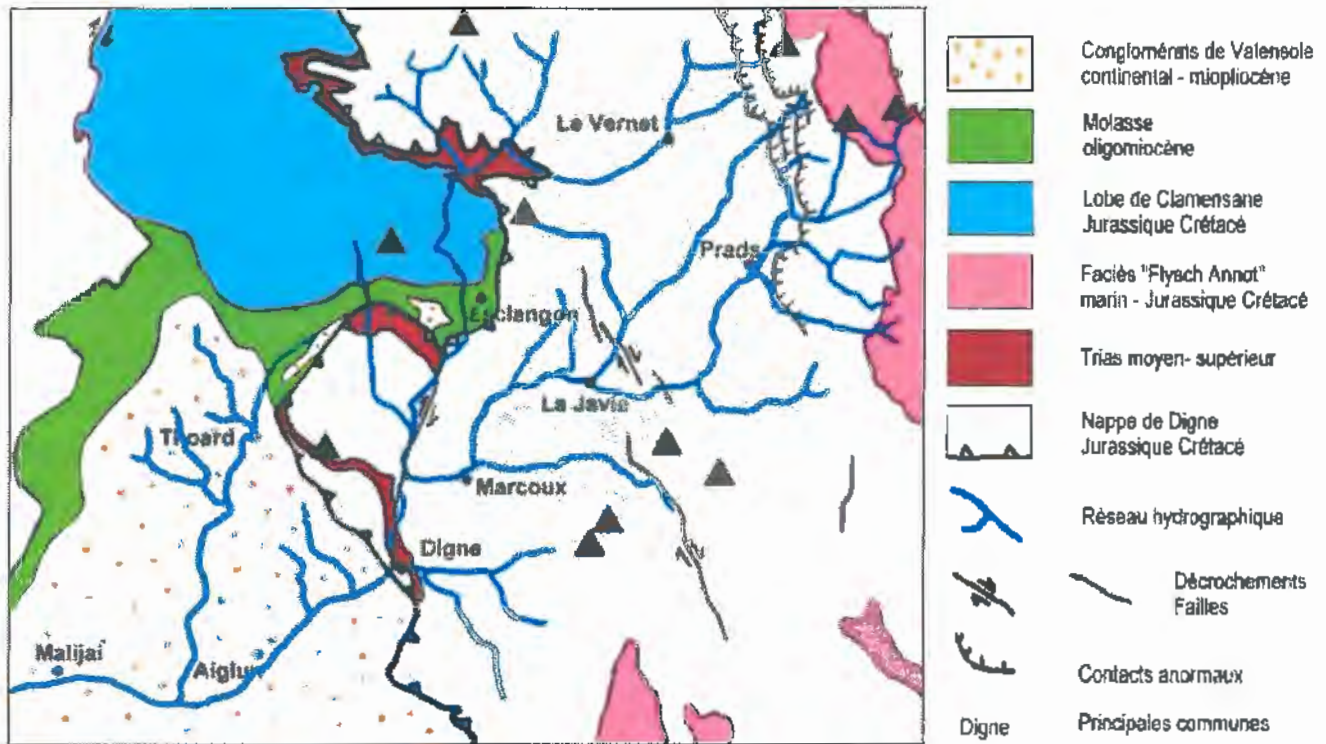 Le Vernet
Prads
Esclangon
La Javie
Thoard
Marcoux
Digne
Malijai
Aiglun
Conglomérats de Valensole
continental - miopliocène
Molasse
oligomiocène
Lobe de Clamensane
Jurassique Crétacé
Faciès "Flysch Annot"
marin - Jurassique Crétacé
Trias moyen- supérieur
Nappe de Digne
Jurassique Crétacé
Réseau hydrographique
Décrochements
Failles
Contacts anormaux
Digne Principales communes